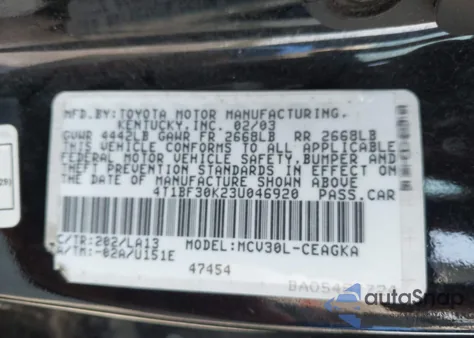 MFD.BY:TOYOTA MOTOR MANUFACTURING,
KENTUCKY,INC. 02/03
GVWR 4442LB GAWR FR 2668LB RR 2668LB
THIS VEHICLE CONFORMS TO ALL APPLICABLE
FEDERAL MOTOR VEHICLE SAFETY, BUMPER AND
THEFT PREVENTION STANDARDS IN EFFECT ON
THE DATE OF MANUFACTURE SHOWN ABOVE.
4T1BF30K23U046920 PASS.CAR
C/TR:202/LA13 MODEL:MCV30L-CEAGKA
A/TM:-02A/U151E
47454
autoSnap